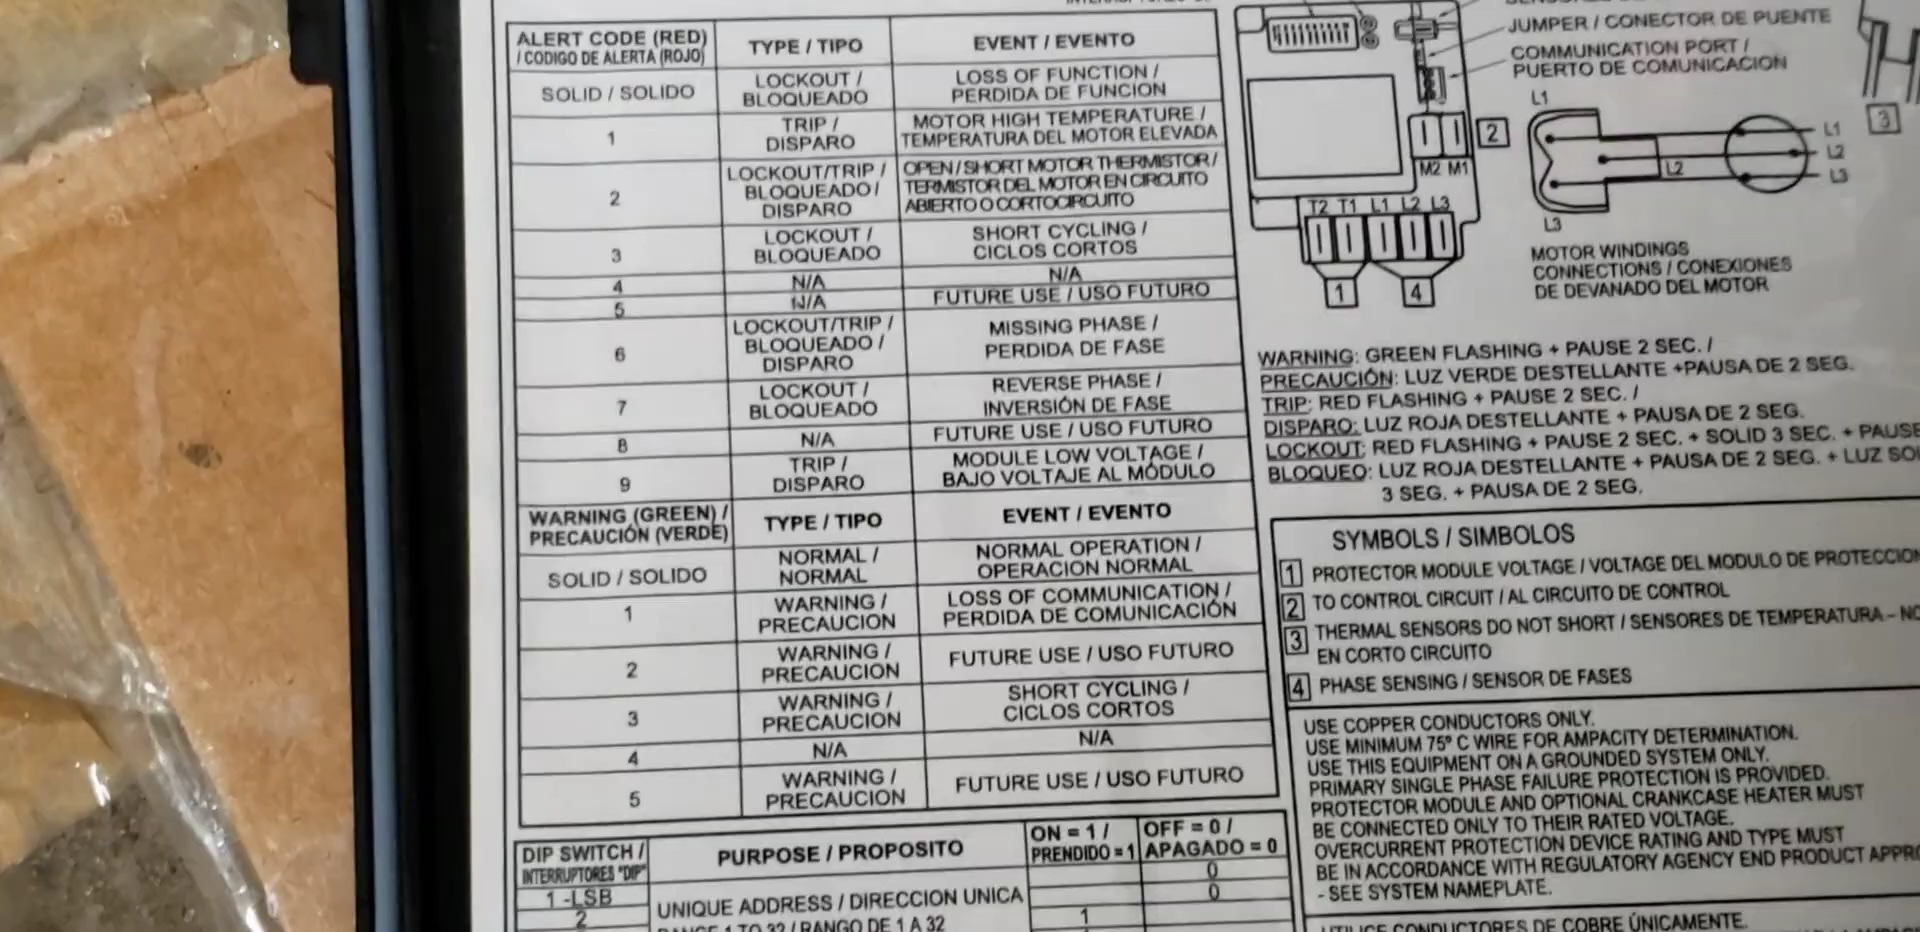 ALERT CODE (RED)
/ CODIGO DE ALERTA (ROJO)
TYPE / TIPO
EVENT / EVENTO
SOLID / SOLIDO
LOCKOUT /
BLOQUEADO
LOSS OF FUNCTION /
PERDIDA DE FUNCION
1
TRIP /
DISPARO
MOTOR HIGH TEMPERATURE /
TEMPERATURA DEL MOTOR ELEVADA
2
LOCKOUT/TRIP /
BLOQUEADO /
DISPARO
OPEN/SHORT MOTOR THERMISTOR /
TERMISTOR DEL MOTOR EN CIRCUITO
ABIERTO O CORTOCIRCUITO
3
LOCKOUT /
BLOQUEADO
SHORT CYCLING /
CICLOS CORTOS
4
N/A
N/A
5
N/A
FUTURE USE / USO FUTURO
6
LOCKOUT/TRIP /
BLOQUEADO /
DISPARO
MISSING PHASE /
PERDIDA DE FASE
7
LOCKOUT /
BLOQUEADO
REVERSE PHASE /
INVERSIÓN DE FASE
8
N/A
FUTURE USE / USO FUTURO
9
TRIP /
DISPARO
MODULE LOW VOLTAGE /
BAJO VOLTAJE AL MÓDULO
WARNING (GREEN) /
PRECAUCIÓN (VERDE)
TYPE / TIPO
EVENT / EVENTO
SOLID / SOLIDO
NORMAL /
NORMAL
NORMAL OPERATION /
OPERACION NORMAL
1
WARNING /
PRECAUCION
LOSS OF COMMUNICATION /
PERDIDA DE COMUNICACIÓN
2
WARNING /
PRECAUCION
FUTURE USE / USO FUTURO
3
WARNING /
PRECAUCION
SHORT CYCLING /
CICLOS CORTOS
4
N/A
N/A
5
WARNING /
PRECAUCION
FUTURE USE / USO FUTURO
DIP SWITCH /
INTERRUPTORES "DIP"
PURPOSE / PROPOSITO
ON = 1 /
PRENDIDO = 1
OFF = 0 /
APAGADO = 0
1 -LSB
0
2
0
UNIQUE ADDRESS / DIRECCION UNICA
1
RANGE 1 TO 32 / RANGO DE 1 A 32
JUMPER / CONECTOR DE PUENTE
COMMUNICATION PORT /
PUERTO DE COMUNICACION
2
M2 M1
T2 T1 L1 L2 L3
1
4
L1
L2
L3
L1
L2
L3
3
MOTOR WINDINGS
CONNECTIONS / CONEXIONES
DE DEVANADO DEL MOTOR
WARNING: GREEN FLASHING + PAUSE 2 SEC. /
PRECAUCIÓN: LUZ VERDE DESTELLANTE +PAUSA DE 2 SEG.
TRIP: RED FLASHING + PAUSE 2 SEC. /
DISPARO: LUZ ROJA DESTELLANTE + PAUSA DE 2 SEG.
LOCKOUT: RED FLASHING + PAUSE 2 SEC. + SOLID 3 SEC. + PAUSE
BLOQUEO: LUZ ROJA DESTELLANTE + PAUSA DE 2 SEG. + LUZ
3 SEG. + PAUSA DE 2 SEG.
SYMBOLS / SIMBOLOS
1 PROTECTOR MODULE VOLTAGE / VOLTAGE DEL MODULO DE PROTECCION
2 TO CONTROL CIRCUIT / AL CIRCUITO DE CONTROL
3 THERMAL SENSORS DO NOT SHORT / SENSORES DE TEMPERATURA - NO
EN CORTO CIRCUITO
4 PHASE SENSING / SENSOR DE FASES
USE COPPER CONDUCTORS ONLY.
USE MINIMUM 75° C WIRE FOR AMPACITY DETERMINATION.
USE THIS EQUIPMENT ON A GROUNDED SYSTEM ONLY.
PRIMARY SINGLE PHASE FAILURE PROTECTION IS PROVIDED.
PROTECTOR MODULE AND OPTIONAL CRANKCASE HEATER MUST
BE CONNECTED ONLY TO THEIR RATED VOLTAGE.
OVERCURRENT PROTECTION DEVICE RATING AND TYPE MUST
BE IN ACCORDANCE WITH REGULATORY AGENCY END PRODUCT
- SEE SYSTEM NAMEPLATE.
UTILICE CONDUCTORES DE COBRE ÚNICAMENTE.